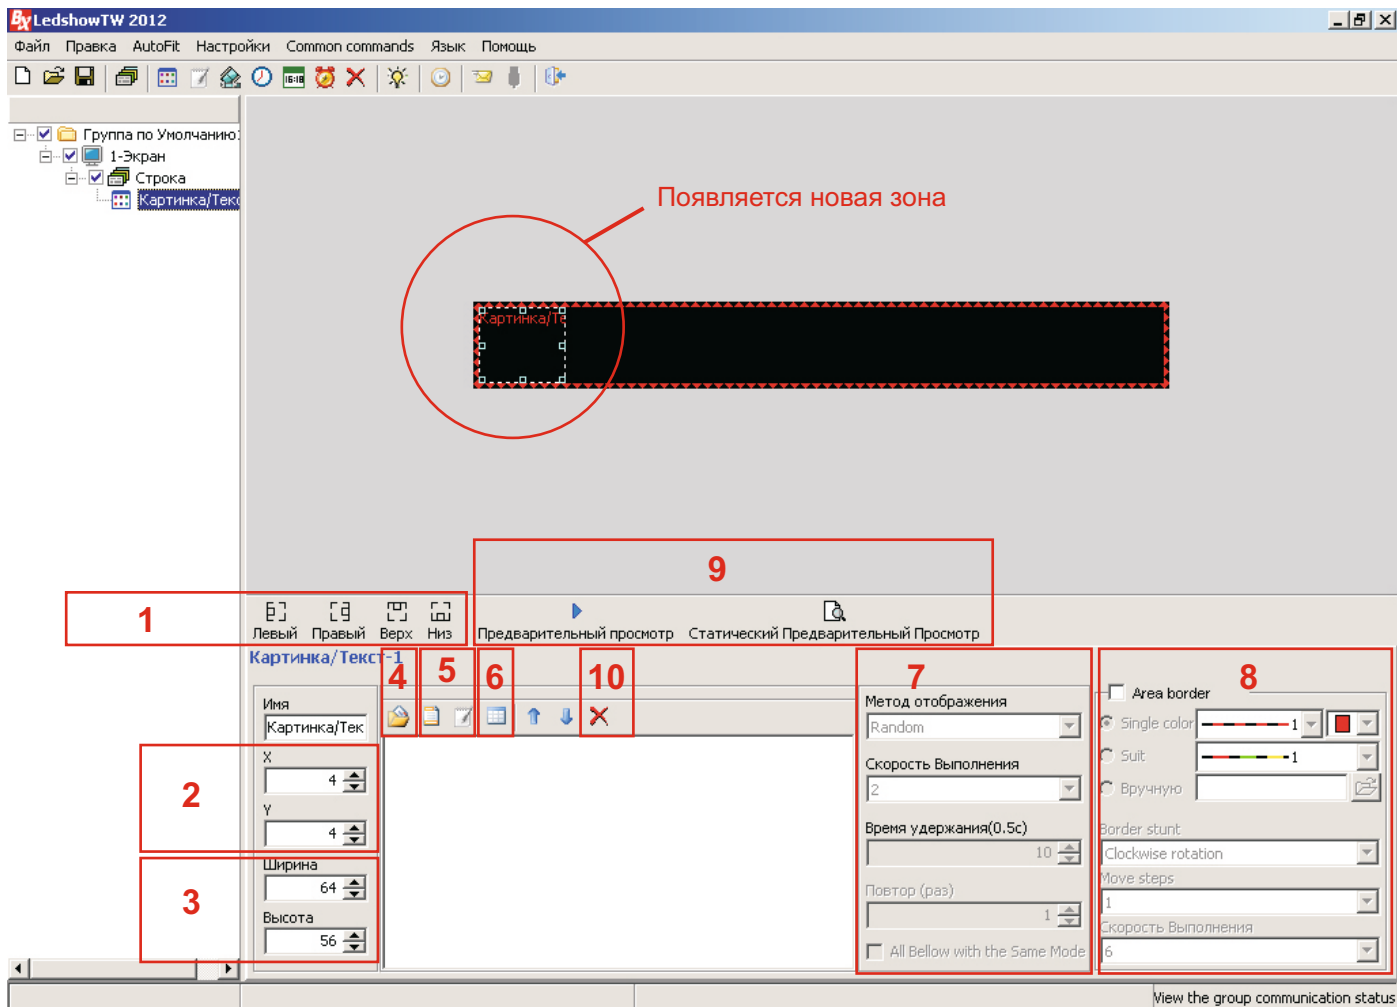 LedshowTW 2012
Файл Правка AutoFit Настройки Common commands Язык Помощь
Группа по Умолчанию
1-Экран
Строка
Картинка/Текс
Появляется новая зона
Картинка/Те
9
1
Левый Правый Верх Низ
Предварительный просмотр Статический Предварительный Просмотр
Картинка/Текст-1
4 5 6 10 7 8
Имя
Картинка/Тек
X
4
Y
4
2
Ширина
64
Высота
56
3
Метод отображения
Random
Скорость Выполнения
2
Время удержания(0.5с)
10
Повтор (раз)
1
All Bellow with the Same Mode
Area border
Single color 1
Suit 1
Вручную
Border stunt
Clockwise rotation
Move steps
1
Скорость Выполнения
6
View the group communication status